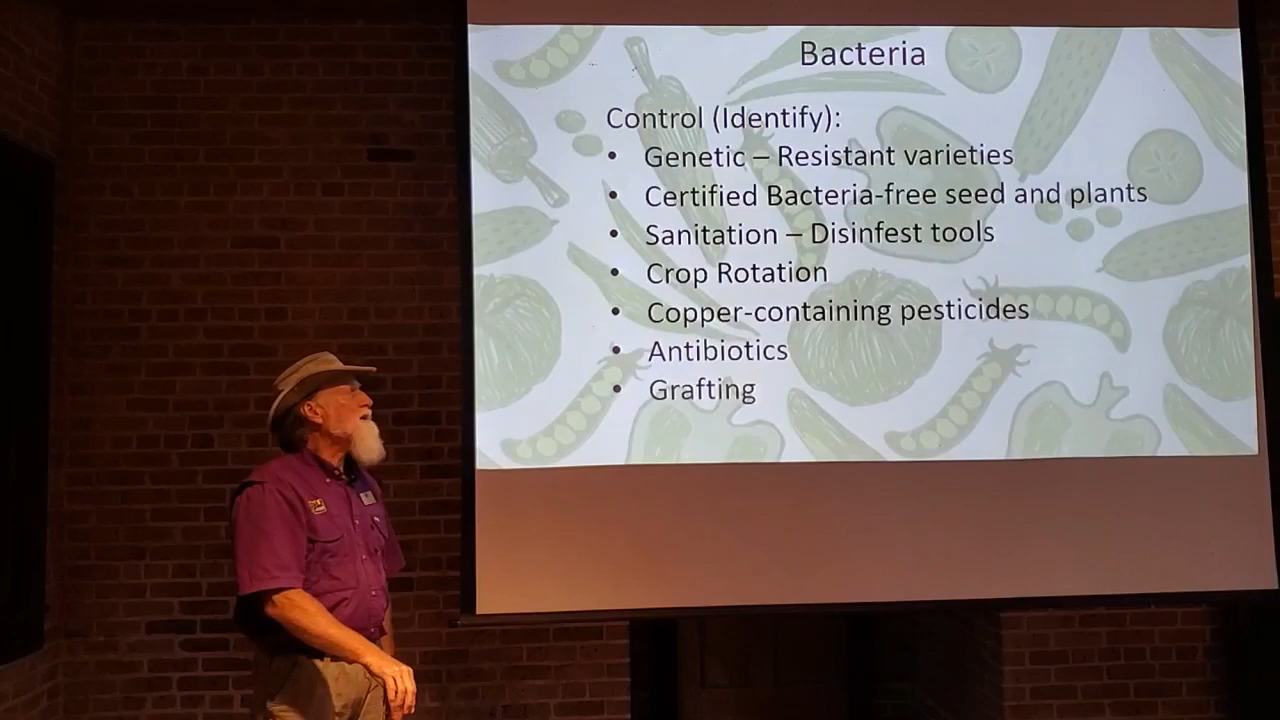 Bacteria
Control (Identify):
• Genetic – Resistant varieties
• Certified Bacteria-free seed and plants
• Sanitation – Disinfest tools
• Crop Rotation
• Copper-containing pesticides
• Antibiotics
• Grafting